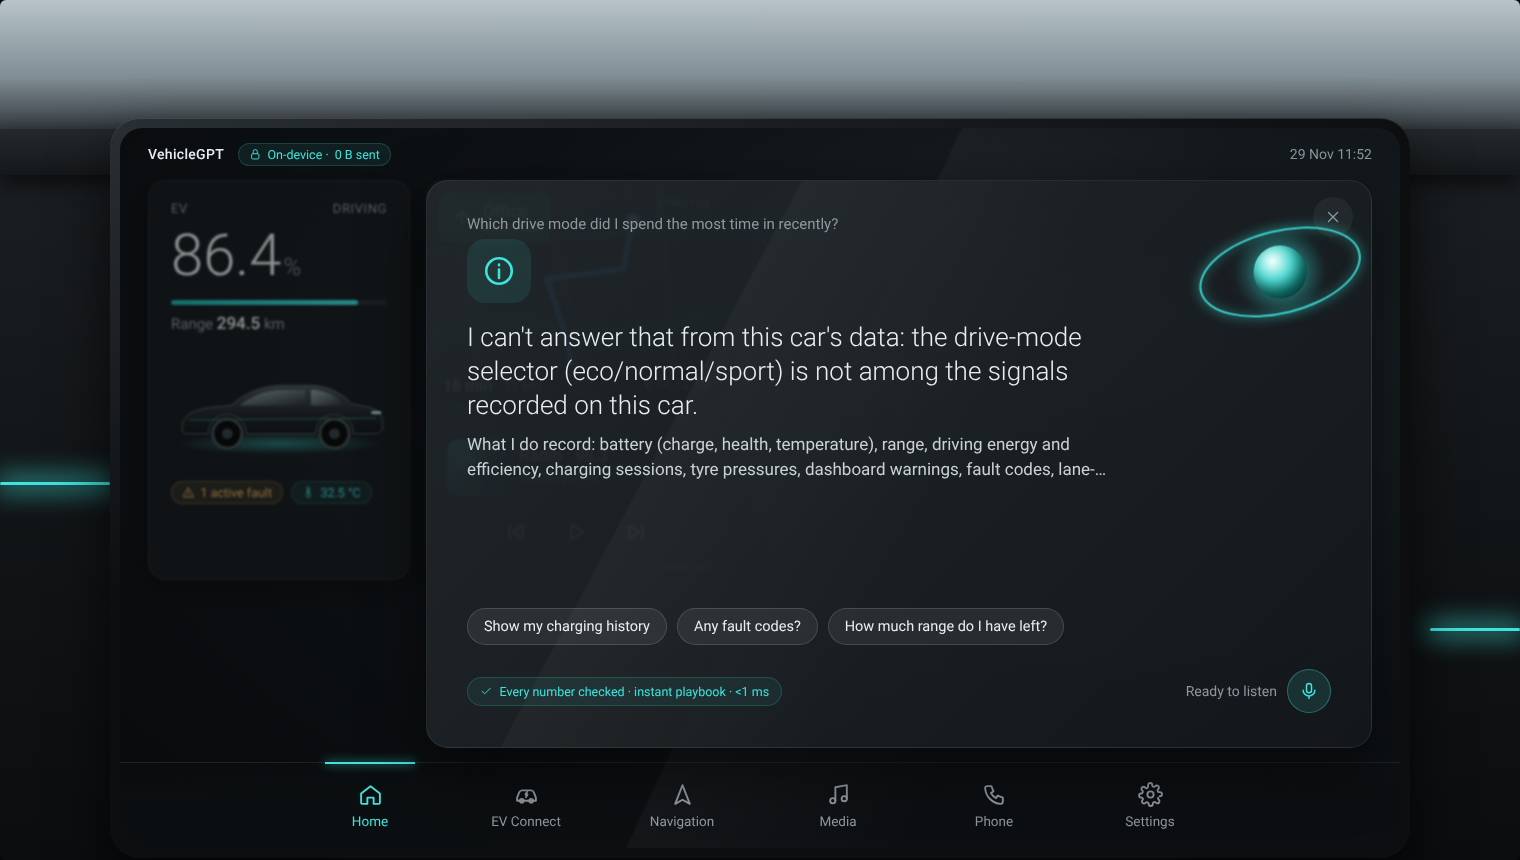 VehicleGPT
On-device · 0 B sent
29 Nov 11:52
EV
DRIVING
86.4%
Range 294.5 km
1 active fault
32.5 °C
Which drive mode did I spend the most time in recently?
I can't answer that from this car's data: the drive-mode
selector (eco/normal/sport) is not among the signals
recorded on this car.
What I do record: battery (charge, health, temperature), range, driving energy and
efficiency, charging sessions, tyre pressures, dashboard warnings, fault codes, lane-...
Show my charging history
Any fault codes?
How much range do I have left?
Every number checked · instant playbook · <1 ms
Ready to listen
Home
EV Connect
Navigation
Media
Phone
Settings